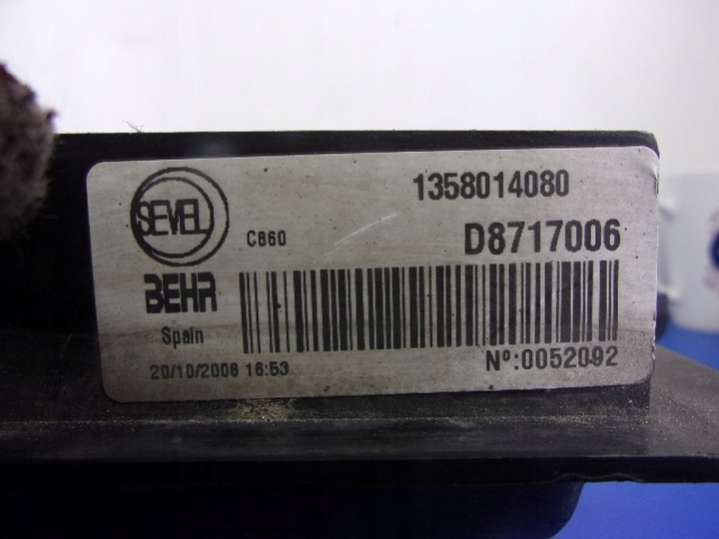 SEVEL
1358014080
C860
D8717006
BEHR
Spain
20/10/2008 16:53
Nº:0052092